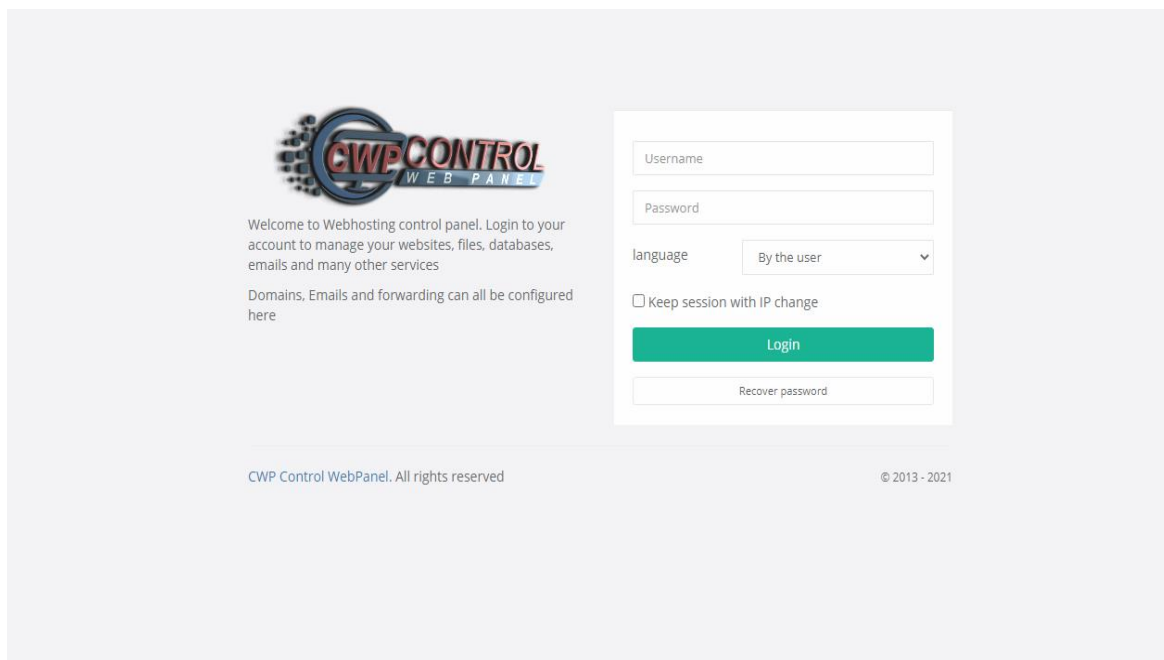 CWP CONTROL
WEB PANEL
Welcome to Webhosting control panel. Login to your
account to manage your websites, files, databases,
emails and many other services
Domains, Emails and forwarding can all be configured
here
Username
Password
language
By the user
Keep session with IP change
Login
Recover password
CWP Control WebPanel. All rights reserved
© 2013 - 2021